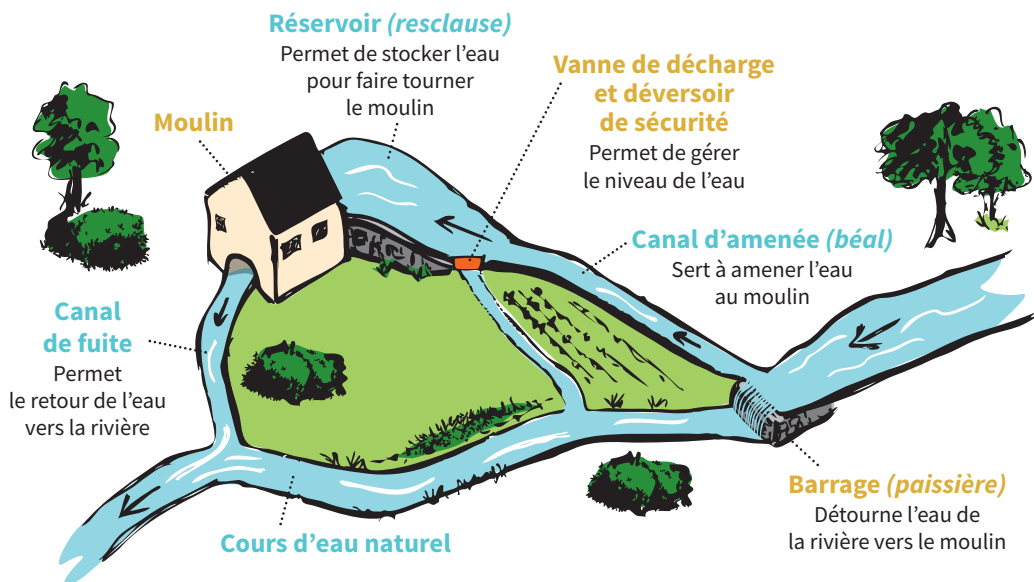 Réservoir (resclause)
Permet de stocker l’eau
pour faire tourner
le moulin
Vanne de décharge
et déversoir
de sécurité
Permet de gérer
le niveau de l’eau
Moulin
Canal d’amenée (béal)
Sert à amener l’eau
au moulin
Canal
de fuite
Permet
le retour de l’eau
vers la rivière
Barrage (paissière)
Détourne l’eau de
la rivière vers le moulin
Cours d’eau naturel